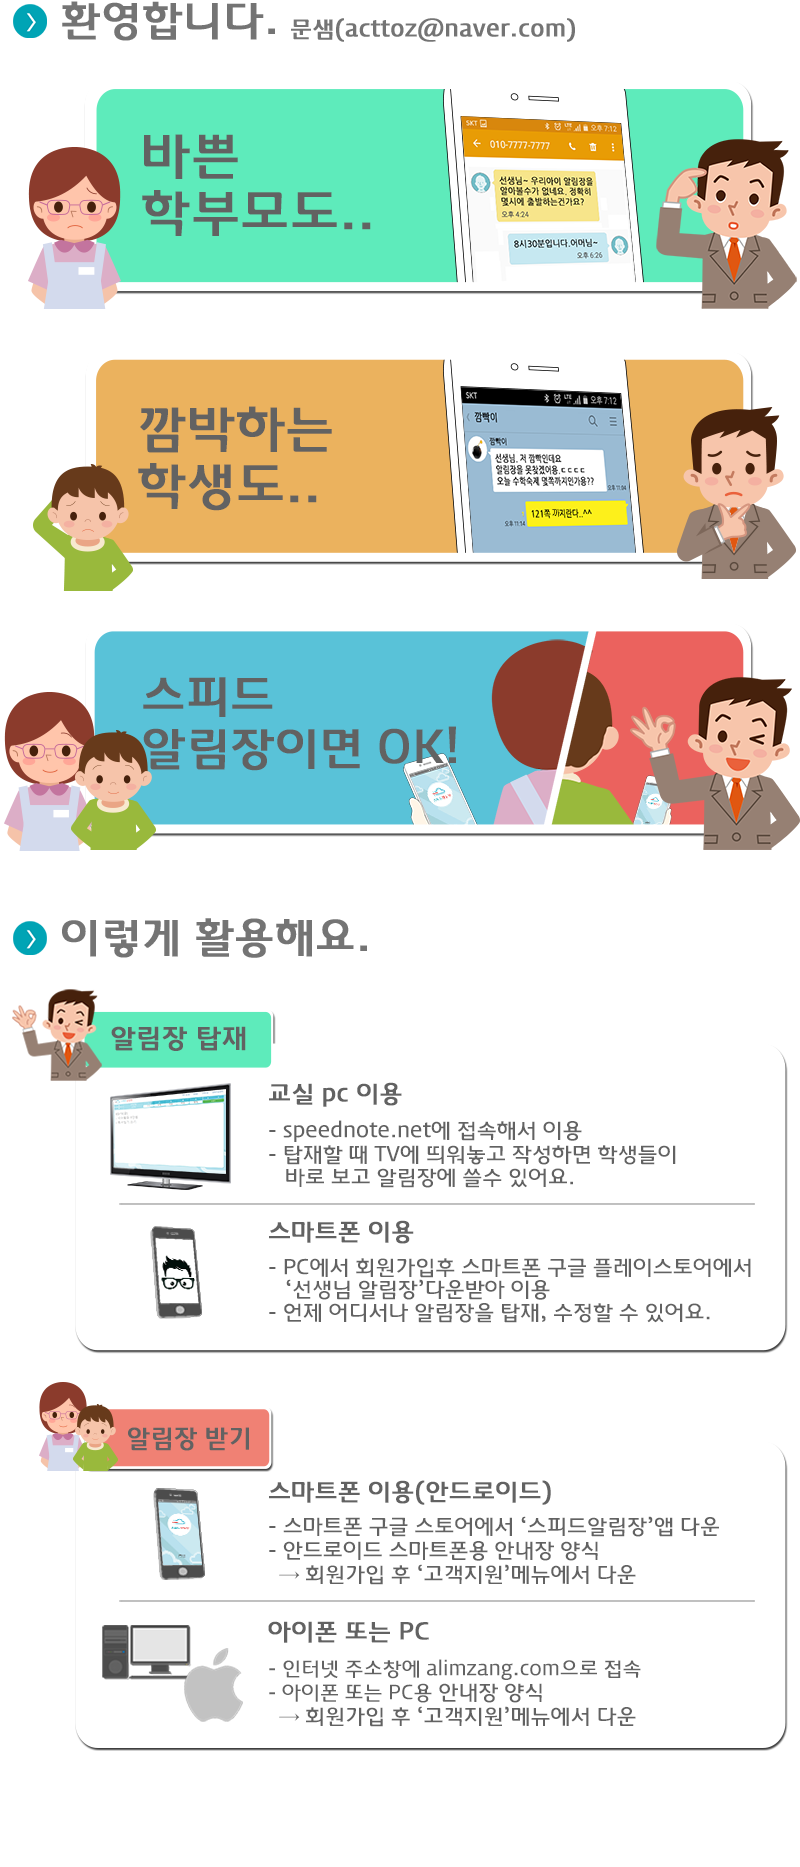 환영합니다. 문샘(acttoz@naver.com)
바쁜
학부모도..
SKT LTE 오후 7:12
010-7777-7777
선생님~ 우리아이 알림장을
알아볼수가 없네요. 정확히
몇시에 출발하는건가요?
오후 4:24
8시30분입니다.어머님~
오후 6:26
깜박하는
학생도..
SKT LTE 오후 7:12
깜빡이
깜빡이
선생님. 저 깜빡인데요
알림장을 못찾겠어용.ㄷㄷㄷㄷ
오늘 수학숙제 몇쪽까지인가용??
오후 11:04
121쪽 까지란다..^^
오후 11:14
스피드
알림장이면 OK!
이렇게 활용해요.
알림장 탑재
교실 pc 이용
- speednote.net에 접속해서 이용
- 탑재할 때 TV에 띄워놓고 작성하면 학생들이
바로 보고 알림장에 쓸수 있어요.
스마트폰 이용
- PC에서 회원가입후 스마트폰 구글 플레이스토어에서
‘선생님 알림장’다운받아 이용
- 언제 어디서나 알림장을 탑재, 수정할 수 있어요.
알림장 받기
스마트폰 이용(안드로이드)
- 스마트폰 구글 스토어에서 ‘스피드알림장’앱 다운
- 안드로이드 스마트폰용 안내장 양식
→ 회원가입 후 ‘고객지원’메뉴에서 다운
아이폰 또는 PC
- 인터넷 주소창에 alimzang.com으로 접속
- 아이폰 또는 PC용 안내장 양식
→ 회원가입 후 ‘고객지원’메뉴에서 다운